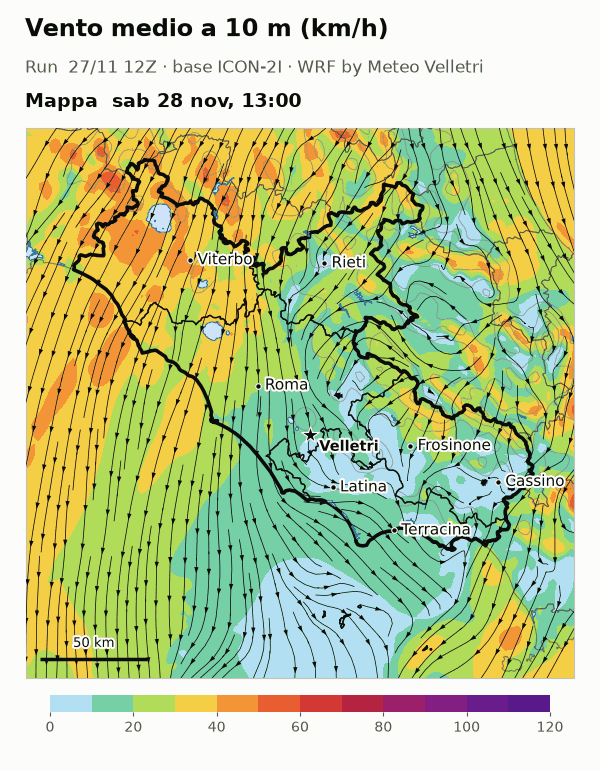 Vento medio a 10 m (km/h)
Run 27/11 12Z · base ICON-2I · WRF by Meteo Velletri
Mappa sab 28 nov, 13:00
Viterbo
Rieti
Roma
Velletri
Frosinone
Latina
Cassino
Terracina
50 km
0 20 40 60 80 100 120